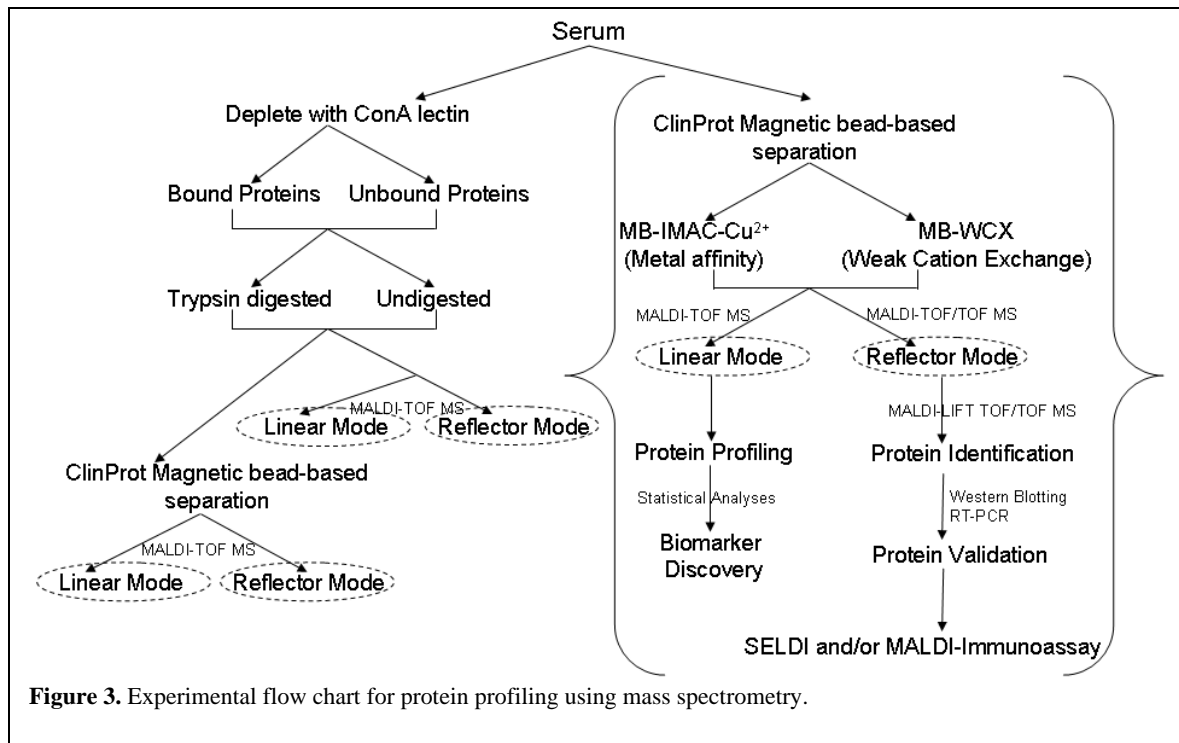 Serum
Deplete with ConA lectin
Bound Proteins
Unbound Proteins
Trypsin digested
Undigested
MALDI-TOF MS
Linear Mode
Reflector Mode
ClinProt Magnetic bead-based
separation
MALDI-TOF MS
Linear Mode
Reflector Mode
ClinProt Magnetic bead-based
separation
MB-IMAC-Cu²⁺
(Metal affinity)
MB-WCX
(Weak Cation Exchange)
MALDI-TOF MS
MALDI-TOF/TOF MS
Linear Mode
Reflector Mode
MALDI-LIFT TOF/TOF MS
Protein Profiling
Protein Identification
Statistical Analyses
Western Blotting
RT-PCR
Biomarker
Discovery
Protein Validation
SELDI and/or MALDI-Immunoassay
Figure 3. Experimental flow chart for protein profiling using mass spectrometry.